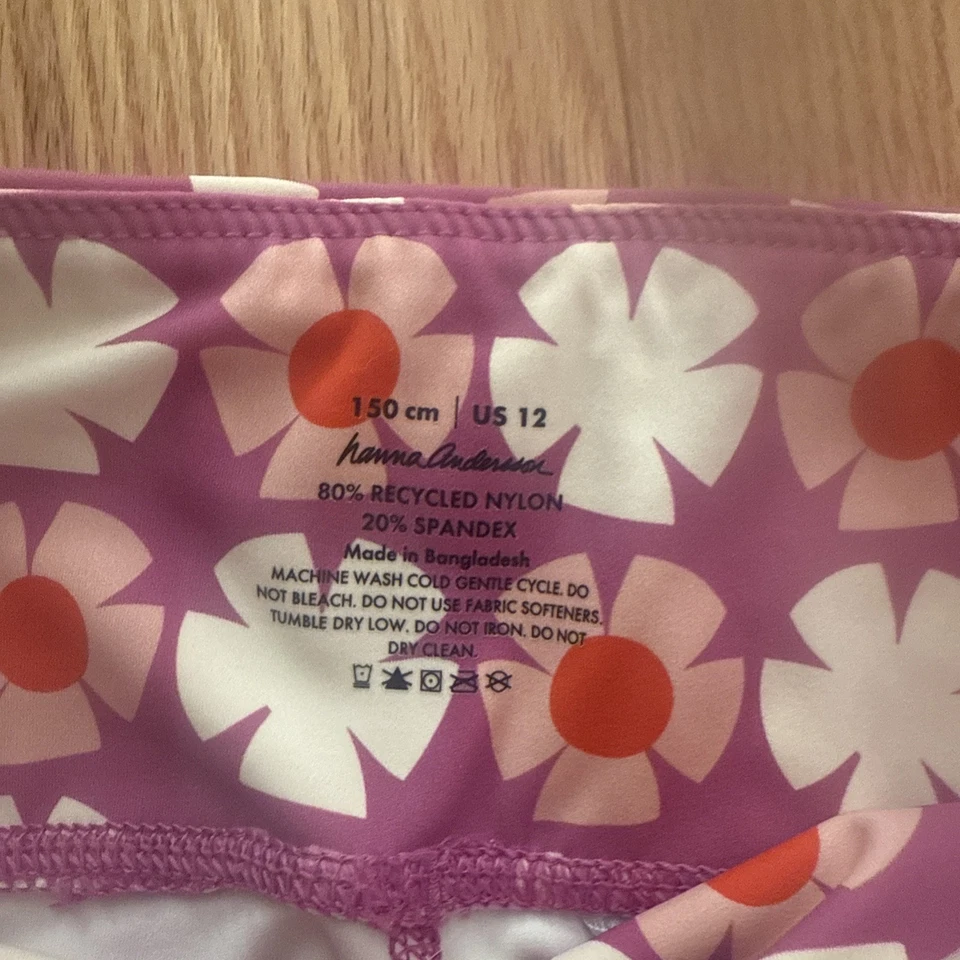 150 cm | US 12
hanna Andersson
80% RECYCLED NYLON
20% SPANDEX
Made in Bangladesh
MACHINE WASH COLD GENTLE CYCLE. DO
NOT BLEACH. DO NOT USE FABRIC SOFTENERS.
TUMBLE DRY LOW. DO NOT IRON. DO NOT
DRY CLEAN.